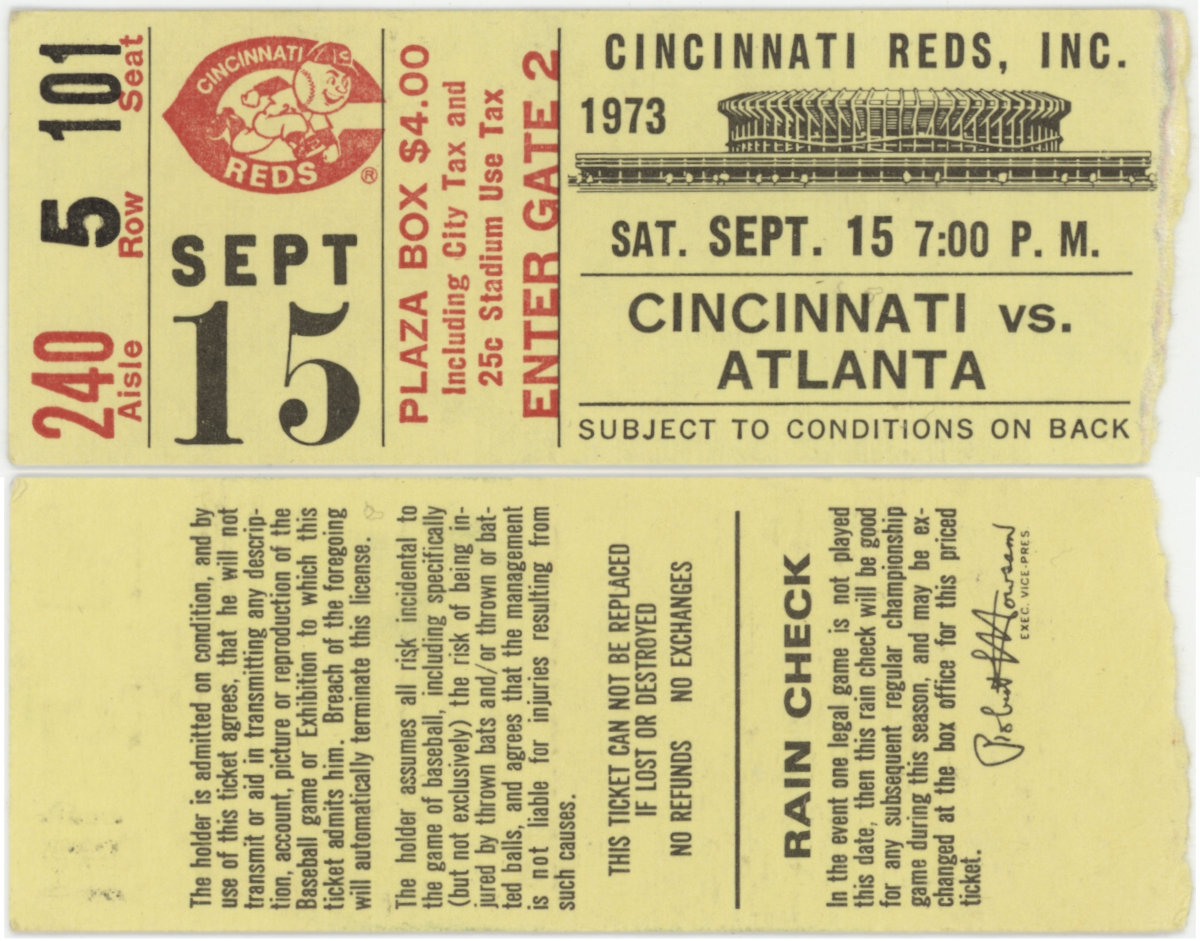 101 Seat
5 Row
240 Aisle
CINCINNATI
REDS
®
SEPT
15
PLAZA BOX $4.00
Including City Tax and
25c Stadium Use Tax
ENTER GATE 2
CINCINNATI REDS, INC.
1973
SAT. SEPT. 15 7:00 P. M.
CINCINNATI vs.
ATLANTA
SUBJECT TO CONDITIONS ON BACK
The holder is admitted on condition, and by
use of this ticket agrees, that he will not
transmit or aid in transmitting any descrip-
tion, account, picture or reproduction of the
Baseball game or Exhibition to which this
ticket admits him. Breach of the foregoing
will automatically terminate this license.
The holder assumes all risk incidental to
the game of baseball, including specifically
(but not exclusively) the risk of being in-
jured by thrown bats and/or thrown or bat-
ted balls, and agrees that the management
is not liable for injuries resulting from
such causes.
THIS TICKET CAN NOT BE REPLACED
IF LOST OR DESTROYED
NO REFUNDS NO EXCHANGES
RAIN CHECK
In the event one legal game is not played
this date, then this rain check will be good
for any subsequent regular championship
game during this season, and may be ex-
changed at the box office for this priced
ticket.
Robert L Howsam
EXEC. VICE-PRES